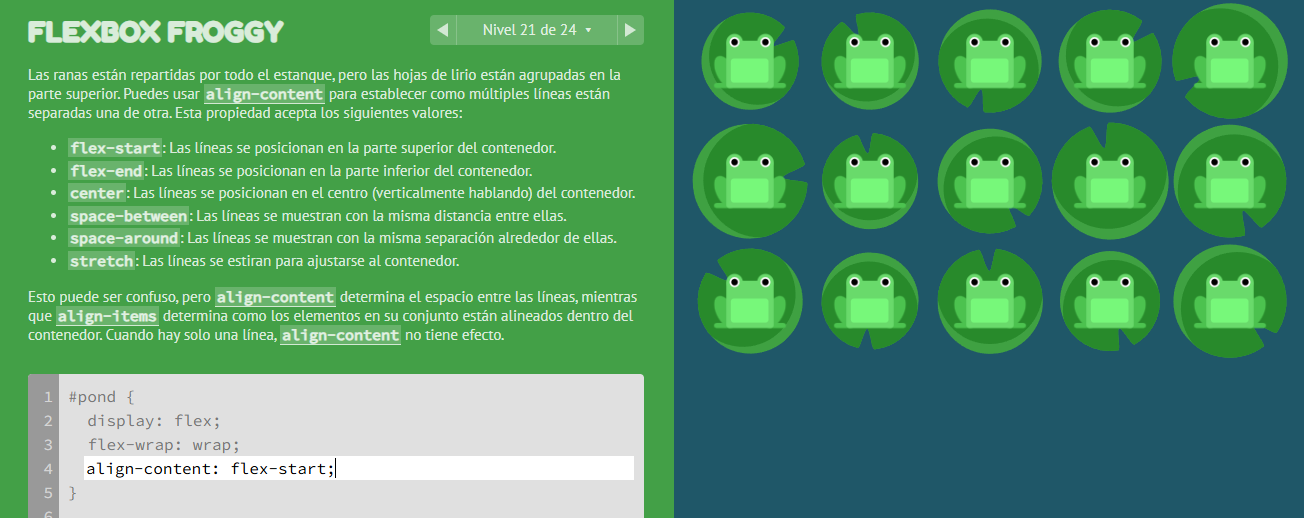 FLEXBOX FROGGY
Nivel 21 de 24
Las ranas están repartidas por todo el estanque, pero las hojas de lirio están agrupadas en la
parte superior. Puedes usar align-content para establecer como múltiples líneas están
separadas una de otra. Esta propiedad acepta los siguientes valores:
• flex-start: Las líneas se posicionan en la parte superior del contenedor.
• flex-end: Las líneas se posicionan en la parte inferior del contenedor.
• center: Las líneas se posicionan en el centro (verticalmente hablando) del contenedor.
• space-between: Las líneas se muestran con la misma distancia entre ellas.
• space-around: Las líneas se muestran con la misma separación alrededor de ellas.
• stretch: Las líneas se estiran para ajustarse al contenedor.
Esto puede ser confuso, pero align-content determina el espacio entre las líneas, mientras
que align-items determina como los elementos en su conjunto están alineados dentro del
contenedor. Cuando hay solo una línea, align-content no tiene efecto.
1 #pond {
2 display: flex;
3 flex-wrap: wrap;
4 align-content: flex-start;
5 }
6